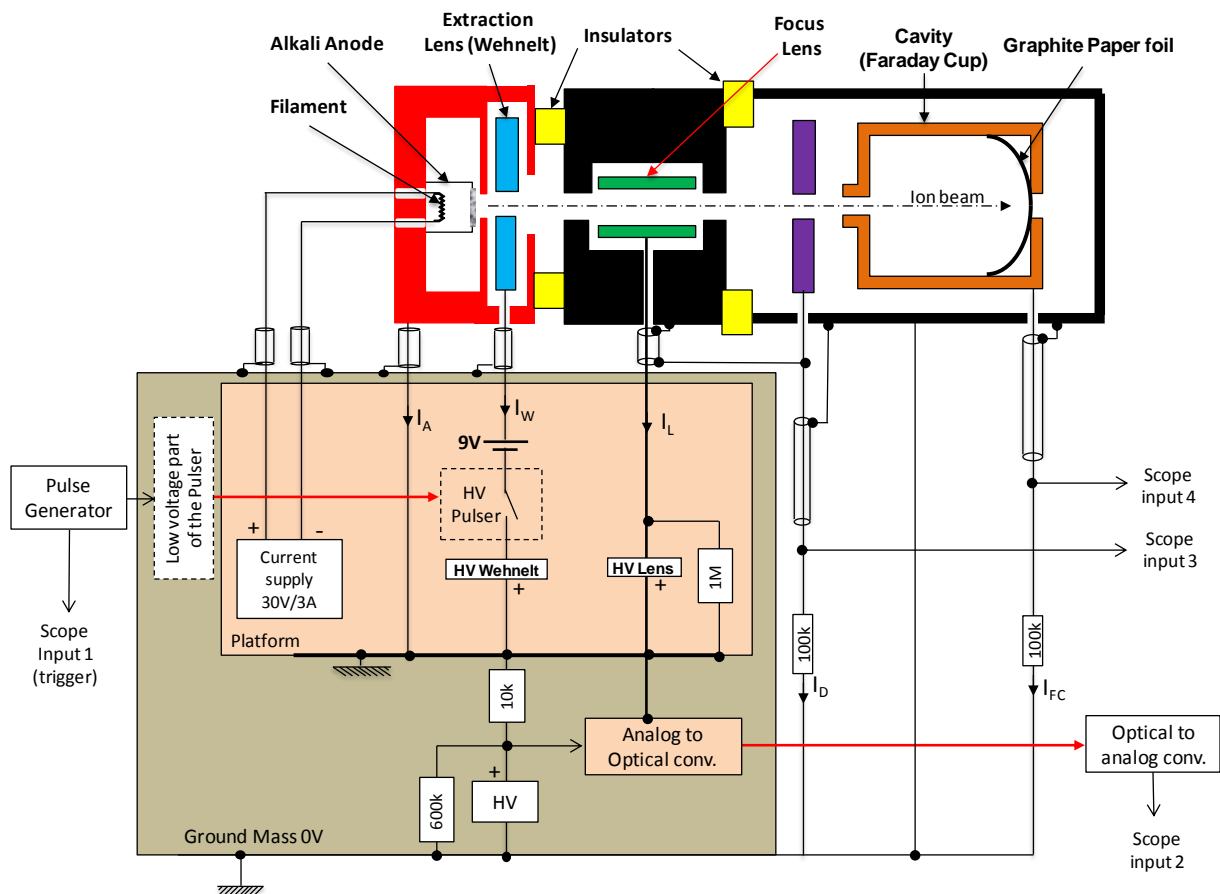 Extraction
Lens (Wehnelt)
Insulators
Focus
Lens
Cavity
(Faraday Cup)
Graphite Paper foil
Alkali Anode
Filament
Ion beam
I_A
I_W
I_L
9V
HV
Pulser
HV Wehnelt
+
HV Lens
+
1M
Pulse
Generator
Low voltage part
of the Pulser
+
-
Current
supply
30V/3A
Platform
Scope
Input 1
(trigger)
Scope
input 4
Scope
input 3
100k
100k
I_D
I_FC
10k
600k
+
HV
Analog to
Optical conv.
Optical to
analog conv.
Scope
input 2
Ground Mass 0V